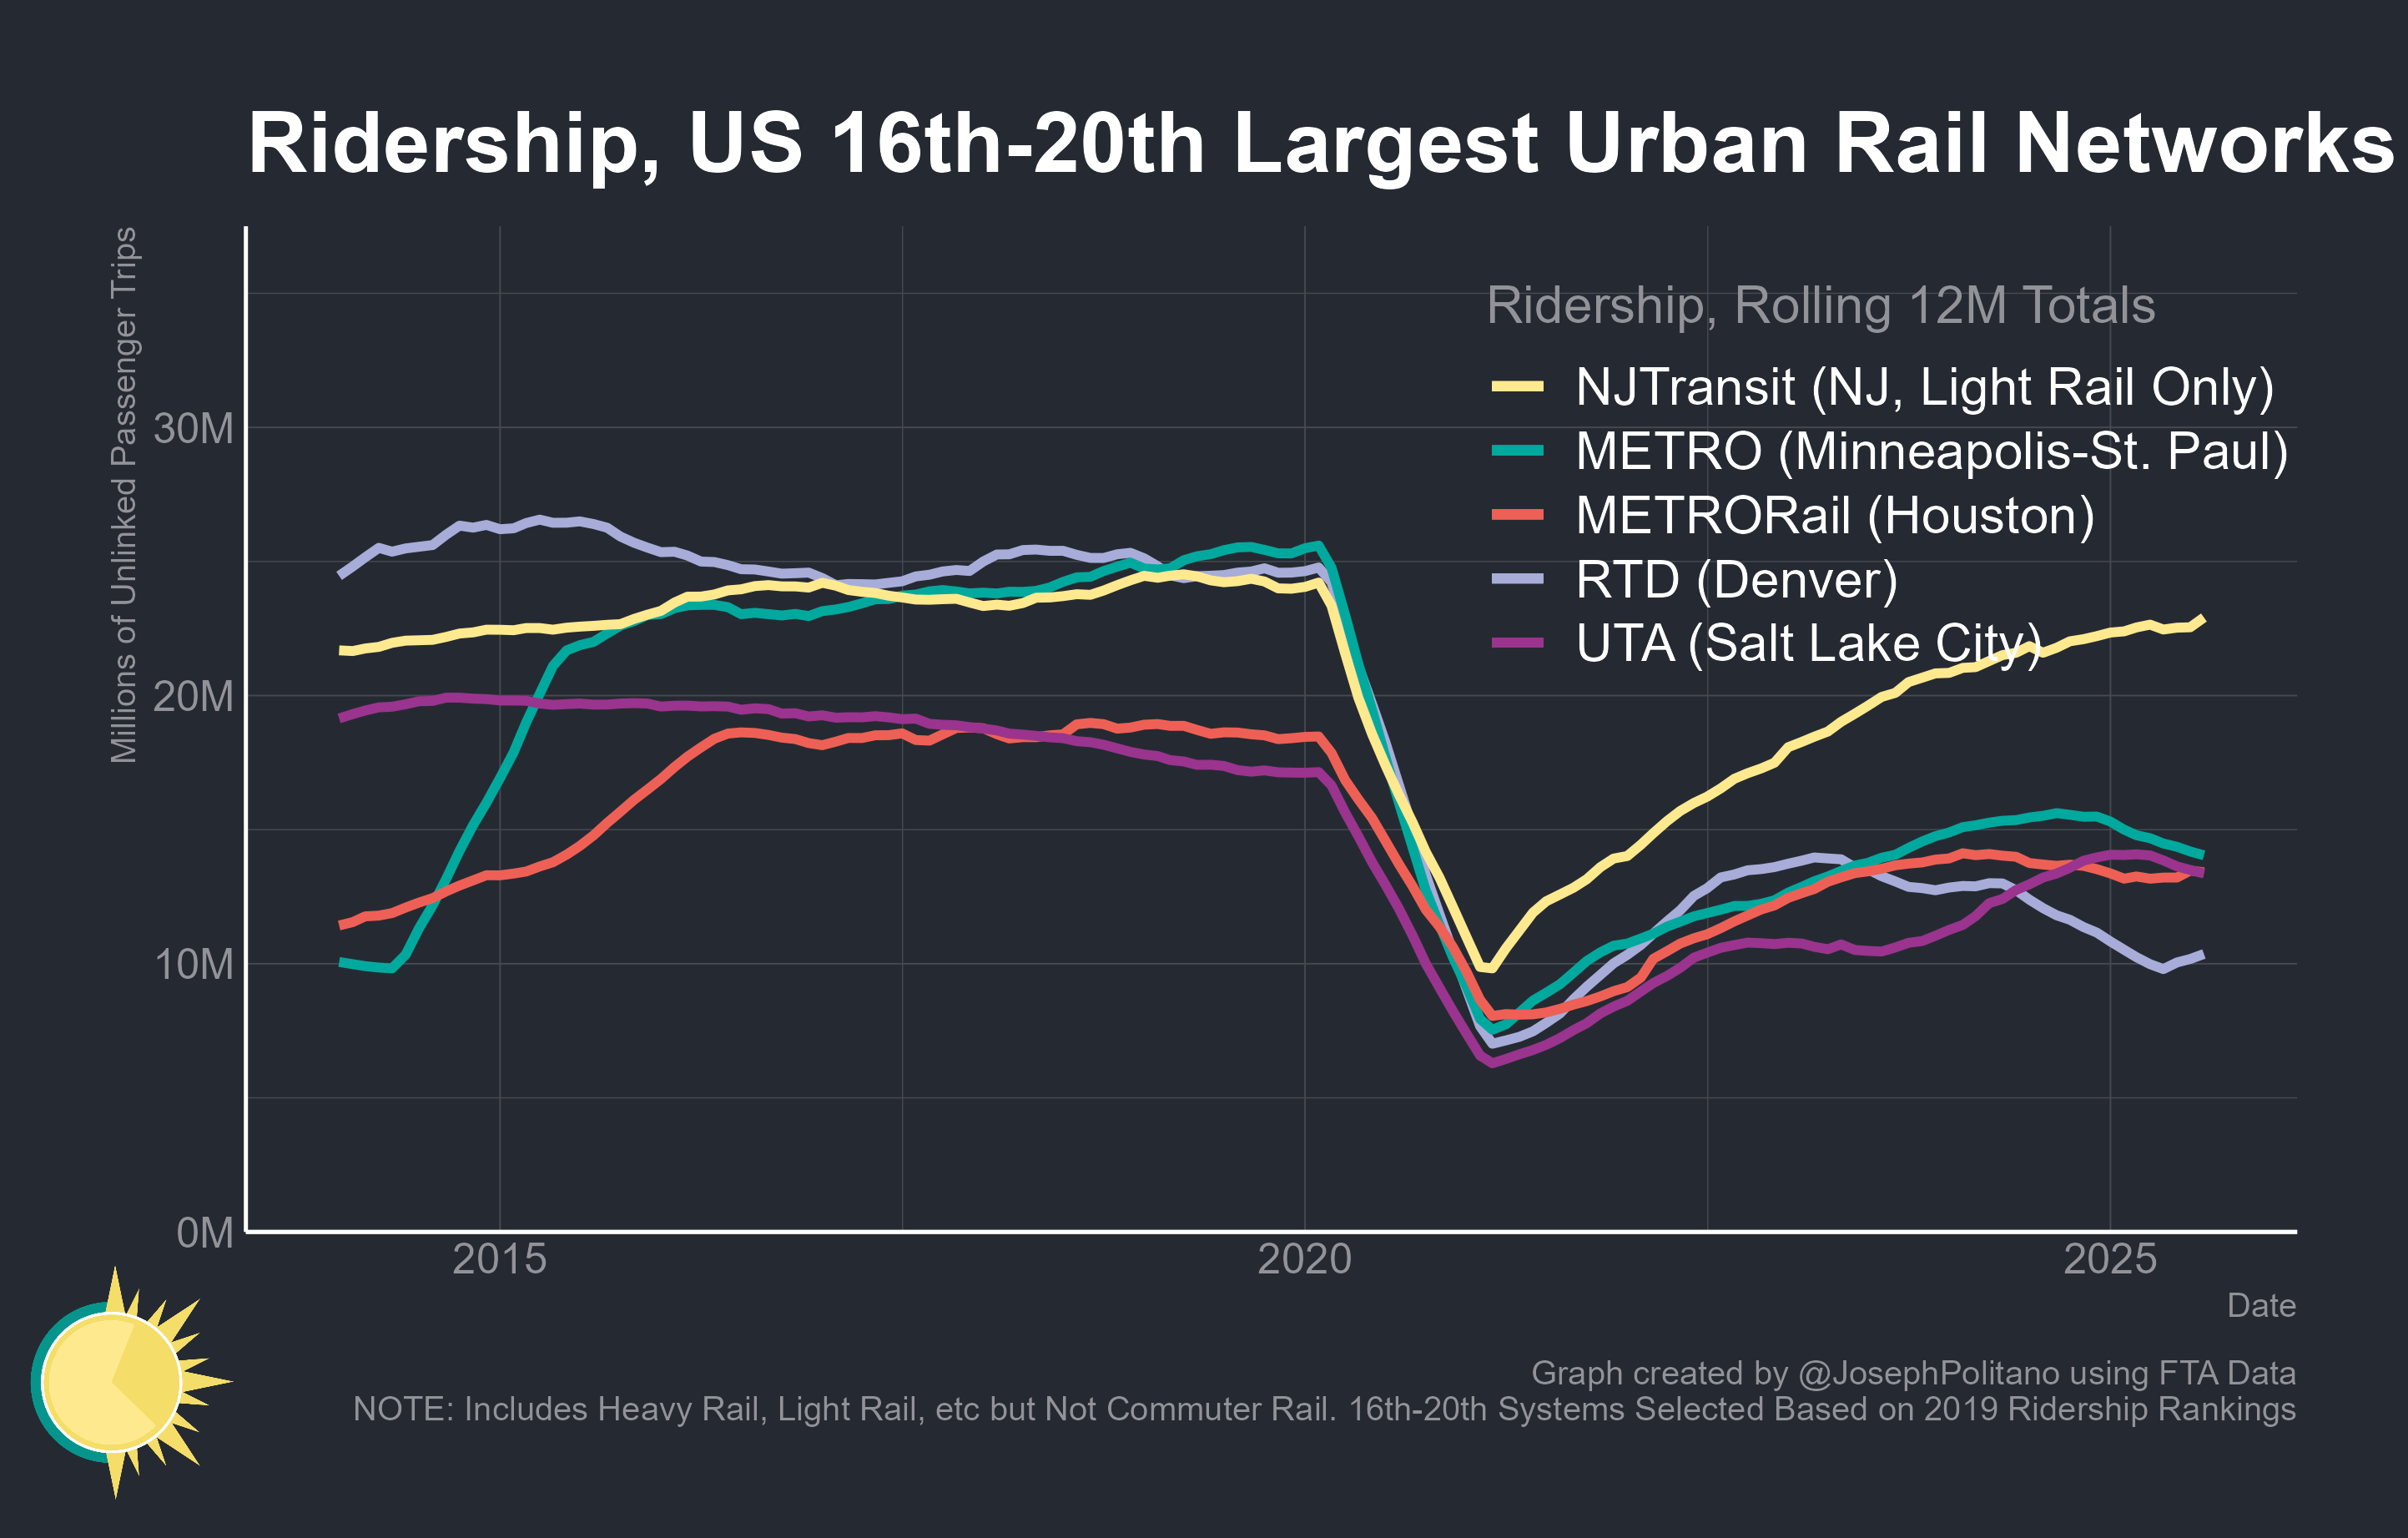 Ridership, US 16th-20th Largest Urban Rail Networks
Millions of Unlinked Passenger Trips
Ridership, Rolling 12M Totals
NJTransit (NJ, Light Rail Only)
METRO (Minneapolis-St. Paul)
METRORail (Houston)
RTD (Denver)
UTA (Salt Lake City)
30M
20M
10M
0M
2015 2020 2025
Date
Graph created by @JosephPolitano using FTA Data
NOTE: Includes Heavy Rail, Light Rail, etc but Not Commuter Rail. 16th-20th Systems Selected Based on 2019 Ridership Rankings